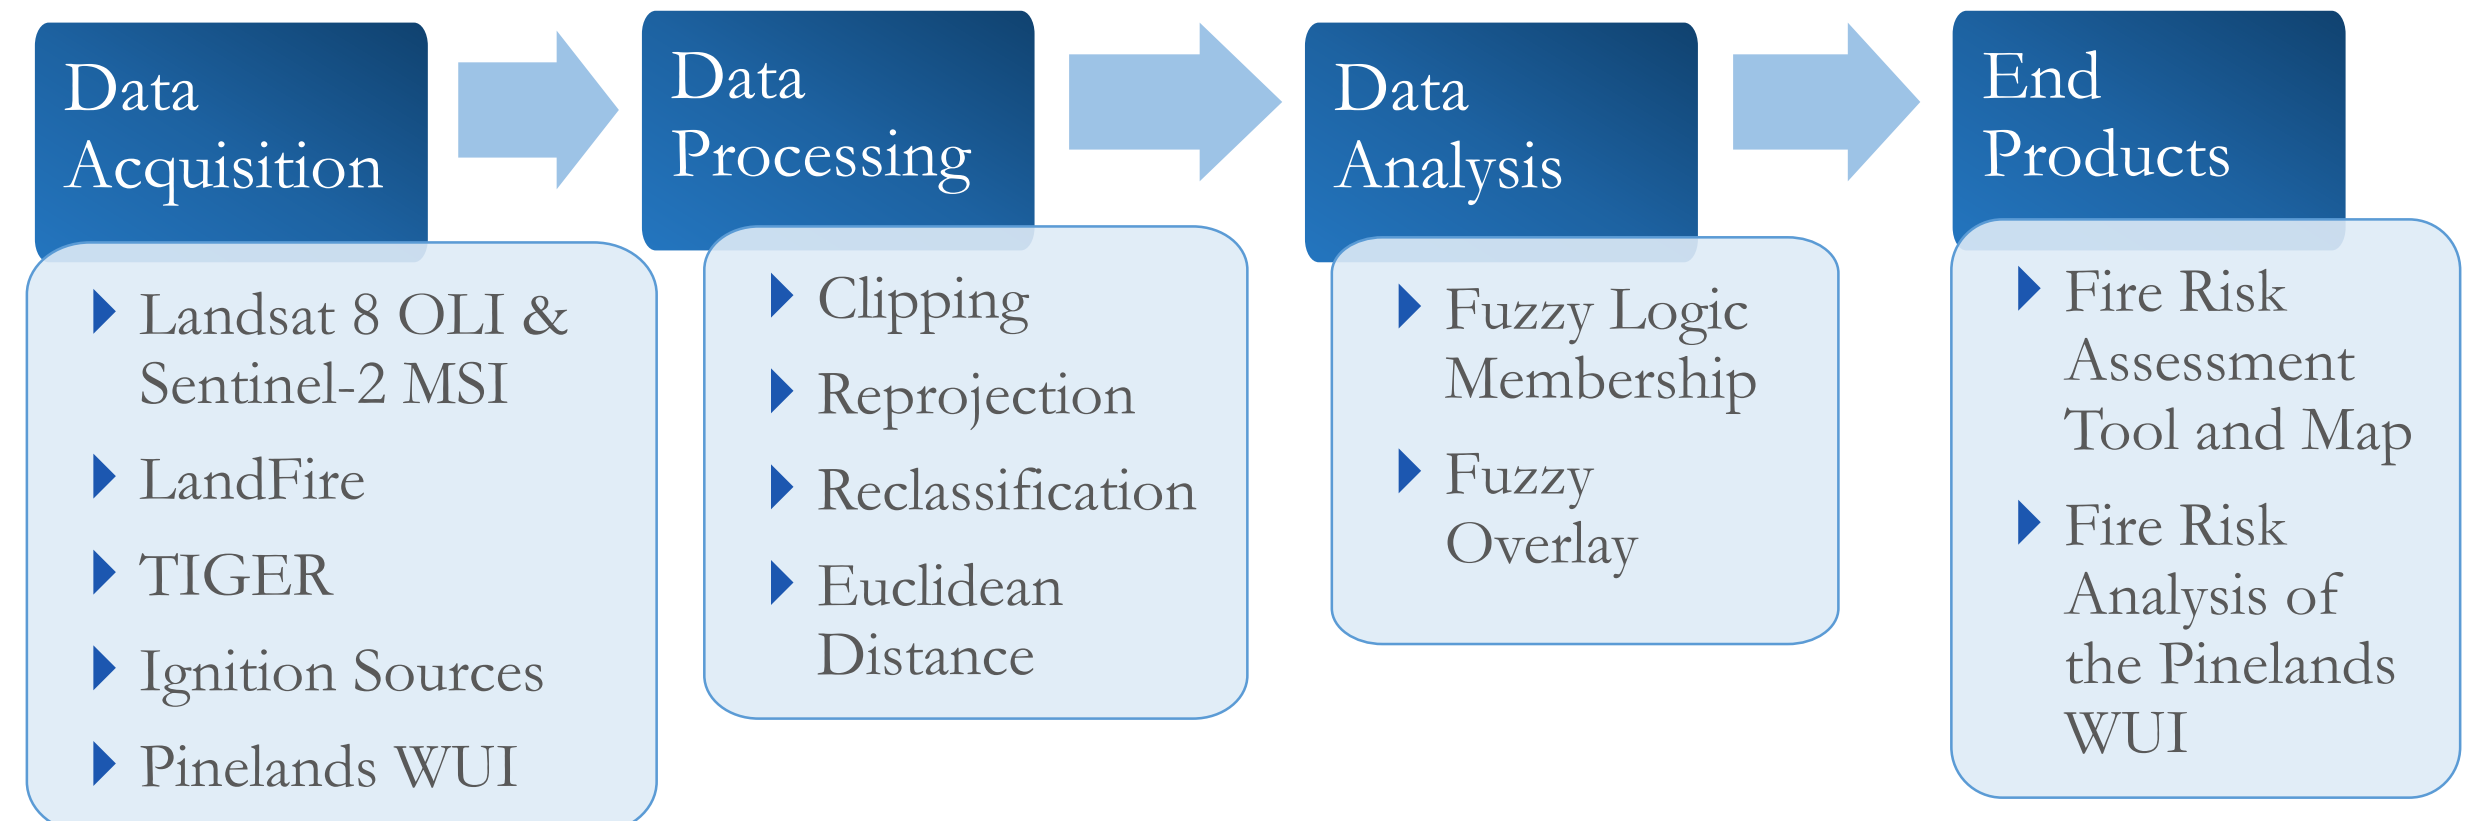 Data
Acquisition
Landsat 8 OLI &
Sentinel-2 MSI
LandFire
TIGER
Ignition Sources
Pinelands WUI
Data
Processing
Clipping
Reprojection
Reclassification
Euclidean
Distance
Data
Analysis
Fuzzy Logic
Membership
Fuzzy
Overlay
End
Products
Fire Risk
Assessment
Tool and Map
Fire Risk
Analysis of
the Pinelands
WUI